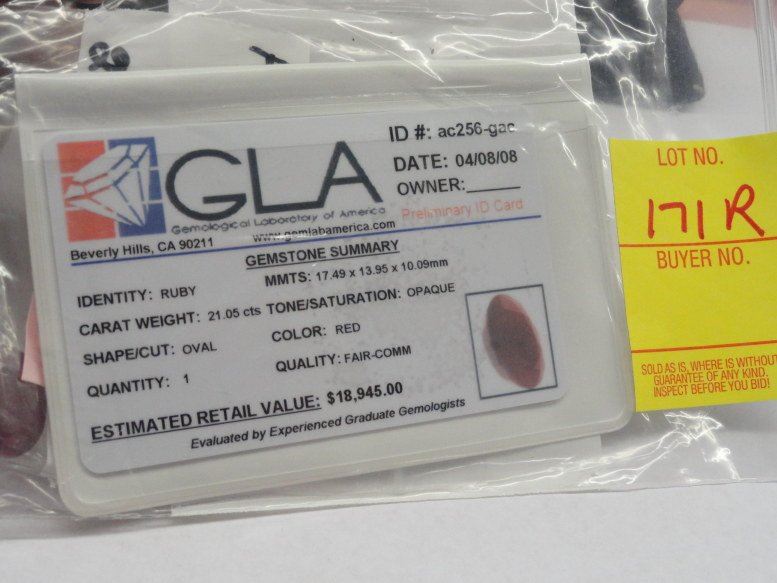 GLA
Gemological Laboratory of America
www.gemlabamerica.com
Beverly Hills, CA 90211
ID #: ac256-gac
DATE: 04/08/08
OWNER:______
Preliminary ID Card
GEMSTONE SUMMARY
IDENTITY: RUBY
MMTS: 17.49 x 13.95 x 10.09mm
CARAT WEIGHT: 21.05 cts
TONE/SATURATION: OPAQUE
SHAPE/CUT: OVAL
COLOR: RED
QUANTITY: 1
QUALITY: FAIR-COMM
ESTIMATED RETAIL VALUE: $18,945.00
Evaluated by Experienced Graduate Gemologists
LOT NO.
171R
BUYER NO.
SOLD AS IS, WHERE IS WITHOUT
GUARANTEE OF ANY KIND.
INSPECT BEFORE YOU BID!